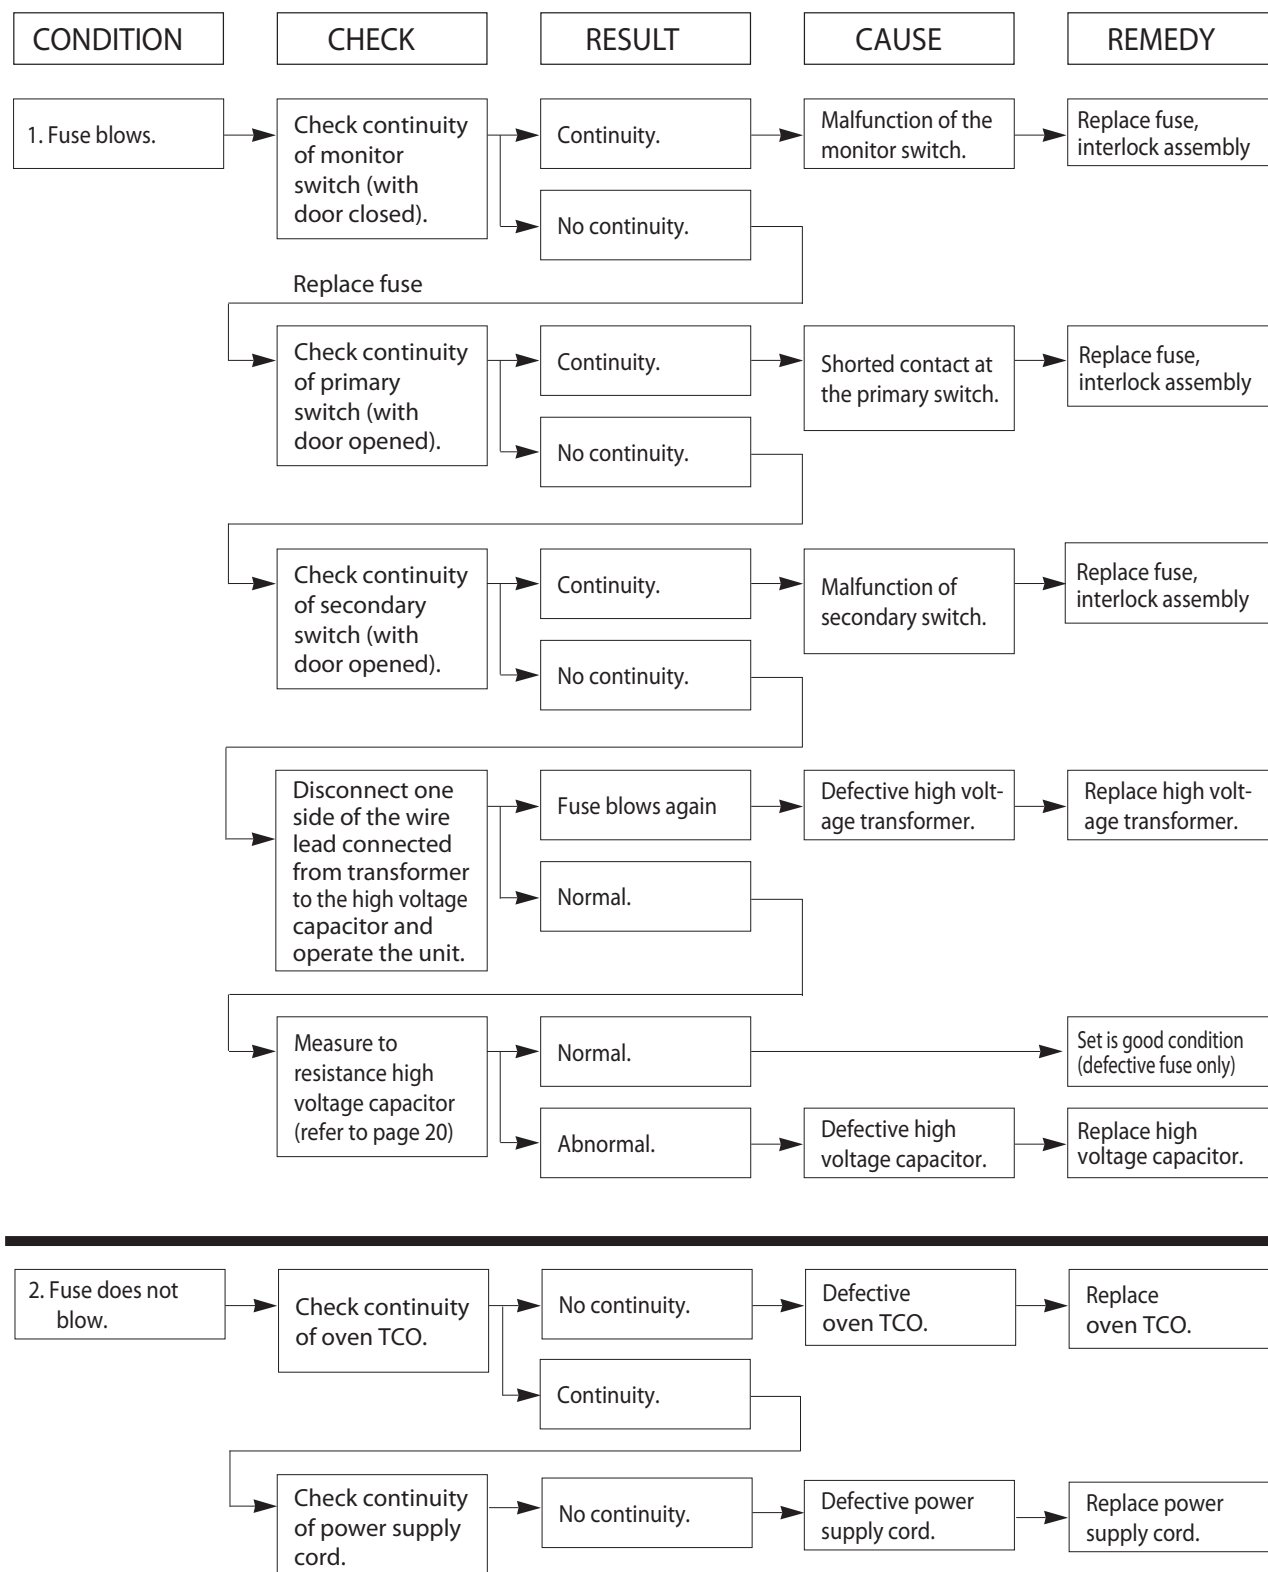 CONDITION
CHECK
RESULT
CAUSE
REMEDY
1. Fuse blows.
Check continuity
of monitor
switch (with
door closed).
Continuity.
Malfunction of the
monitor switch.
Replace fuse,
interlock assembly
No continuity.
Replace fuse
Check continuity
of primary
switch (with
door opened).
Continuity.
Shorted contact at
the primary switch.
Replace fuse,
interlock assembly
No continuity.
Check continuity
of secondary
switch (with
door opened).
Continuity.
Malfunction of
secondary switch.
Replace fuse,
interlock assembly
No continuity.
Disconnect one
side of the wire
lead connected
from transformer
to the high voltage
capacitor and
operate the unit.
Fuse blows again
Defective high volt-
age transformer.
Replace high volt-
age transformer.
Normal.
Measure to
resistance high
voltage capacitor
(refer to page 20)
Normal.
Set is good condition
(defective fuse only)
Abnormal.
Defective high
voltage capacitor.
Replace high
voltage capacitor.
2. Fuse does not
blow.
Check continuity
of oven TCO.
No continuity.
Defective
oven TCO.
Replace
oven TCO.
Continuity.
Check continuity
of power supply
cord.
No continuity.
Defective power
supply cord.
Replace power
supply cord.